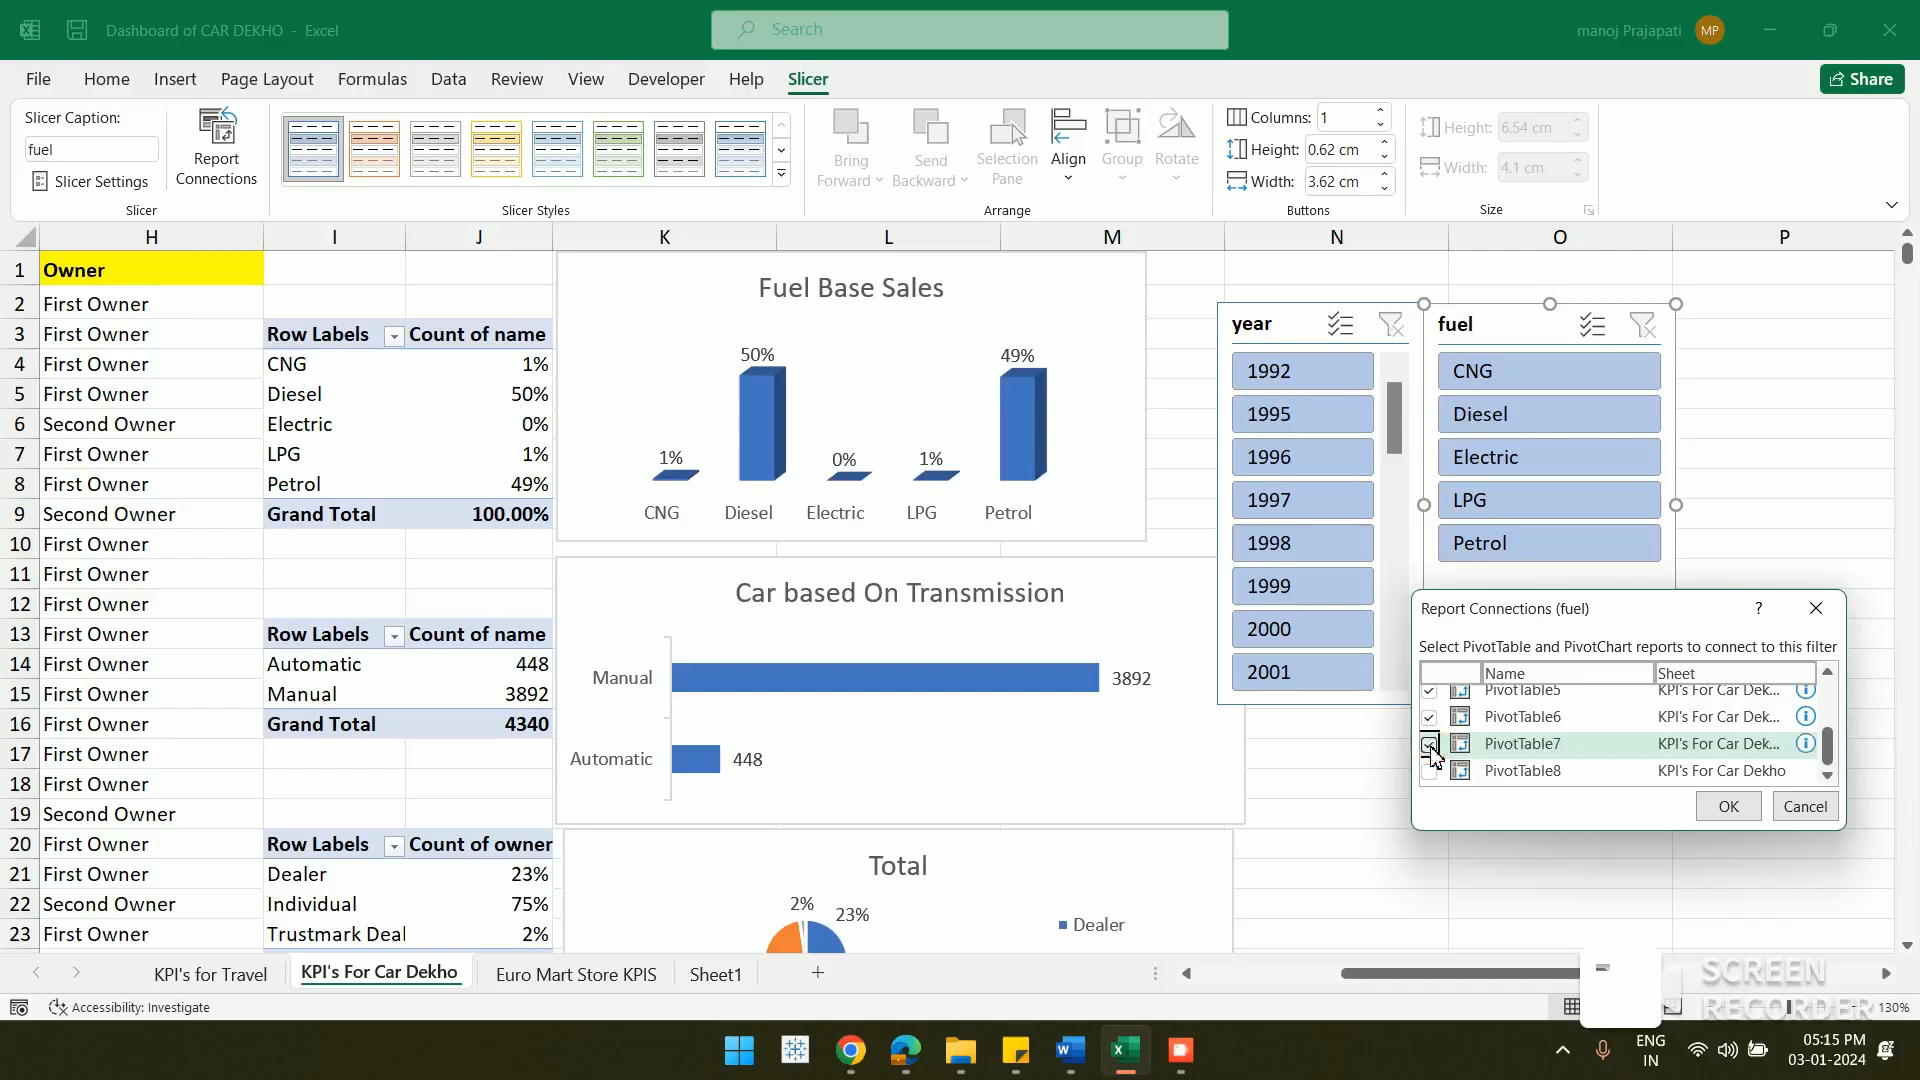 Dashboard of CAR DEKHO - Excel
Search
manoj Prajapati MP
File Home Insert Page Layout Formulas Data Review View Developer Help Slicer Share
Slicer Caption:
fuel
Slicer Settings
Report Connections
Slicer
Slicer Styles
Bring Forward
Send Backward
Selection Pane
Align
Group
Rotate
Arrange
Columns: 1
Height: 0.62 cm
Width: 3.62 cm
Buttons
Height: 6.54 cm
Width: 4.1 cm
Size
H I J K L M N O P
1 Owner
2 First Owner
3 First Owner Row Labels Count of name
4 First Owner CNG 1%
5 First Owner Diesel 50%
6 Second Owner Electric 0%
7 First Owner LPG 1%
8 First Owner Petrol 49%
9 Second Owner Grand Total 100.00%
10 First Owner
11 First Owner
12 First Owner
13 First Owner Row Labels Count of name
14 First Owner Automatic 448
15 First Owner Manual 3892
16 First Owner Grand Total 4340
17 First Owner
18 First Owner
19 Second Owner
20 First Owner Row Labels Count of owner
21 First Owner Dealer 23%
22 Second Owner Individual 75%
23 First Owner Trustmark Deal 2%
Fuel Base Sales
1% 50% 0% 1% 49%
CNG Diesel Electric LPG Petrol
Car based On Transmission
Manual 3892
Automatic 448
Total
2% 23%
Dealer
year
1992
1995
1996
1997
1998
1999
2000
2001
fuel
CNG
Diesel
Electric
LPG
Petrol
Report Connections (fuel) ?
Select PivotTable and PivotChart reports to connect to this filter
Name Sheet
PivotTable5 KPI's For Car Dek...
PivotTable6 KPI's For Car Dek...
PivotTable7 KPI's For Car Dek...
PivotTable8 KPI's For Car Dekho
OK Cancel
KPI's for Travel KPI's For Car Dekho Euro Mart Store KPIS Sheet1
Accessibility: Investigate
130%
SCREEN
RECORDER
ENG
IN
05:15 PM
03-01-2024